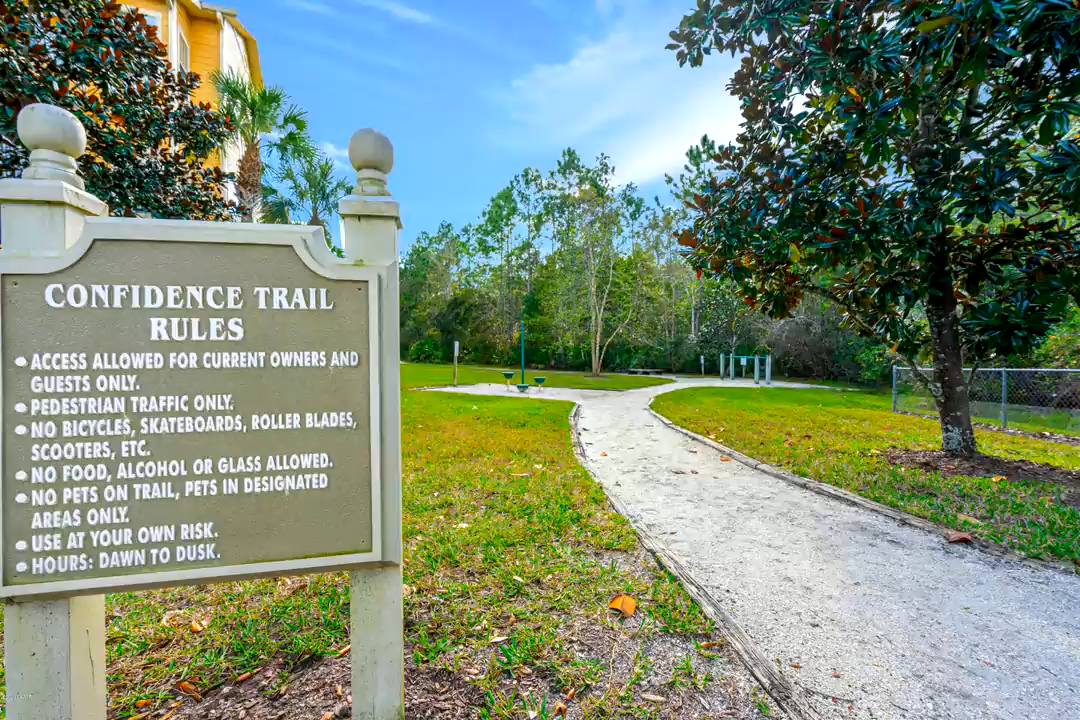 CONFIDENCE TRAIL
RULES
• ACCESS ALLOWED FOR CURRENT OWNERS AND
GUESTS ONLY.
• PEDESTRIAN TRAFFIC ONLY.
• NO BICYCLES, SKATEBOARDS, ROLLER BLADES,
SCOOTERS, ETC.
• NO FOOD, ALCOHOL OR GLASS ALLOWED.
• NO PETS ON TRAIL, PETS IN DESIGNATED
AREAS ONLY.
• USE AT YOUR OWN RISK.
• HOURS: DAWN TO DUSK.